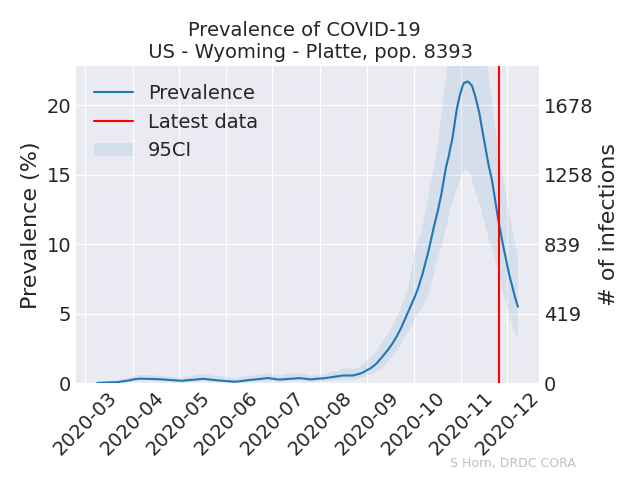 Prevalence of COVID-19
US - Wyoming - Platte, pop. 8393
Prevalence
Latest data
95CI
Prevalence (%)
20
15
10
5
0
1678
1258
839
419
0
# of infections
2020-03
2020-04
2020-05
2020-06
2020-07
2020-08
2020-09
2020-10
2020-11
2020-12
S Horn, DRDC CORA